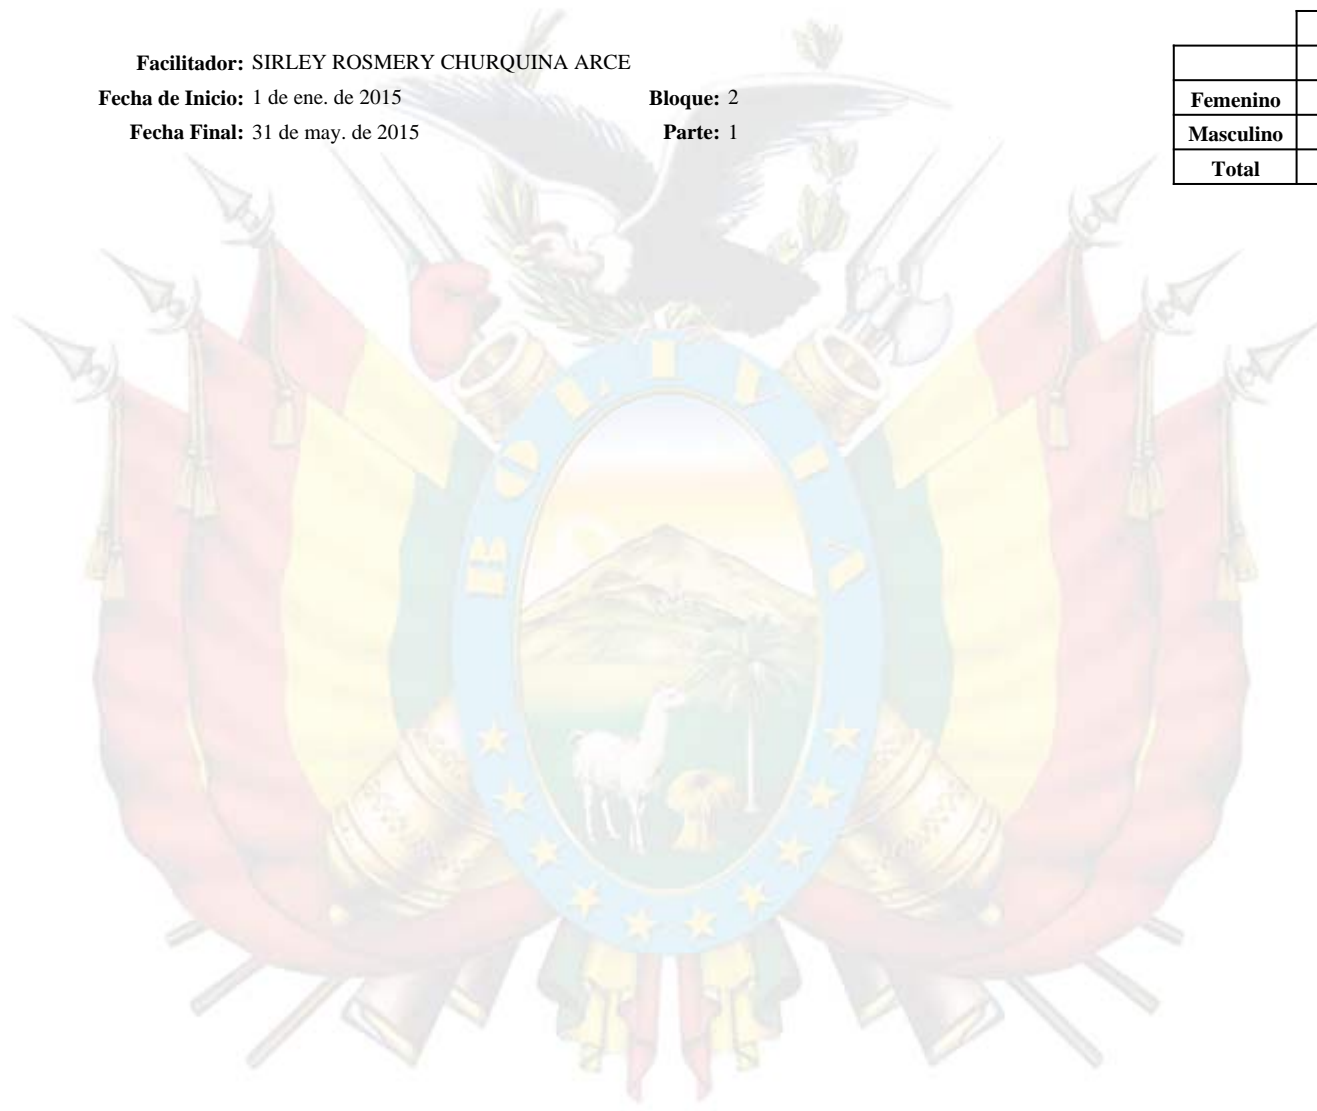 Facilitador: SIRLEY ROSMERY CHURQUINA ARCE
Fecha de Inicio: 1 de ene. de 2015 Bloque: 2
Fecha Final: 31 de may. de 2015 Parte: 1
Femenino
Masculino
Total
BOLIVIA